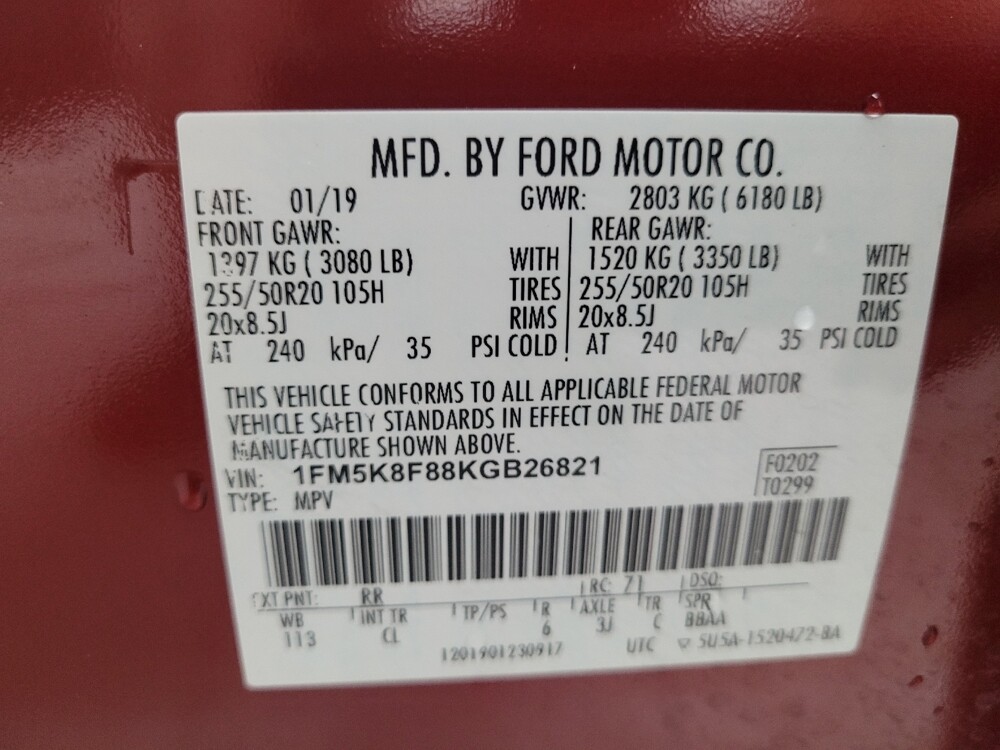 MFD. BY FORD MOTOR CO.
DATE: 01/19 GVWR: 2803 KG ( 6180 LB)
FRONT GAWR: REAR GAWR:
1397 KG ( 3080 LB) WITH 1520 KG ( 3350 LB) WITH
255/50R20 105H TIRES 255/50R20 105H TIRES
20x8.5J RIMS 20x8.5J RIMS
AT 240 kPa/ 35 PSI COLD AT 240 kPa/ 35 PSI COLD
THIS VEHICLE CONFORMS TO ALL APPLICABLE FEDERAL MOTOR
VEHICLE SAFETY STANDARDS IN EFFECT ON THE DATE OF
MANUFACTURE SHOWN ABOVE.
VIN: 1FM5K8F88KGB26821 F0202
TYPE: MPV T0299
EXT PNT: RR RC: 71 DSO:
WB INT TR TP/PS R AXLE TR SPR
113 CL 6 3J C BBAA
1201901230917 UTC ▽ 5U5A-1520472-BA